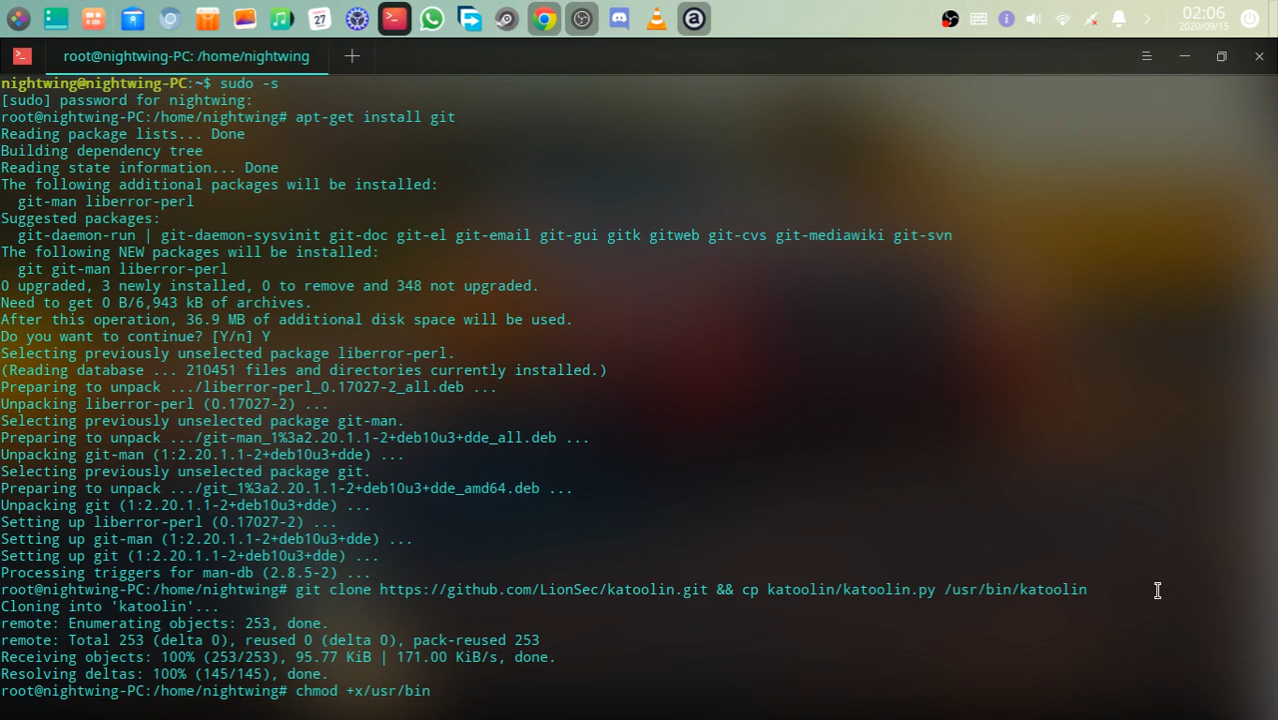 27
02:06
2020/09/15
root@nightwing-PC: /home/nightwing
nightwing@nightwing-PC:~$ sudo -s
[sudo] password for nightwing:
root@nightwing-PC:/home/nightwing# apt-get install git
Reading package lists... Done
Building dependency tree
Reading state information... Done
The following additional packages will be installed:
git-man liberror-perl
Suggested packages:
git-daemon-run | git-daemon-sysvinit git-doc git-el git-email git-gui gitk gitweb git-cvs git-mediawiki git-svn
The following NEW packages will be installed:
git git-man liberror-perl
0 upgraded, 3 newly installed, 0 to remove and 348 not upgraded.
Need to get 0 B/6,943 kB of archives.
After this operation, 36.9 MB of additional disk space will be used.
Do you want to continue? [Y/n] Y
Selecting previously unselected package liberror-perl.
(Reading database ... 210451 files and directories currently installed.)
Preparing to unpack .../liberror-perl_0.17027-2_all.deb ...
Unpacking liberror-perl (0.17027-2) ...
Selecting previously unselected package git-man.
Preparing to unpack .../git-man_1%3a2.20.1.1-2+deb10u3+dde_all.deb ...
Unpacking git-man (1:2.20.1.1-2+deb10u3+dde) ...
Selecting previously unselected package git.
Preparing to unpack .../git_1%3a2.20.1.1-2+deb10u3+dde_amd64.deb ...
Unpacking git (1:2.20.1.1-2+deb10u3+dde) ...
Setting up liberror-perl (0.17027-2) ...
Setting up git-man (1:2.20.1.1-2+deb10u3+dde) ...
Setting up git (1:2.20.1.1-2+deb10u3+dde) ...
Processing triggers for man-db (2.8.5-2) ...
root@nightwing-PC:/home/nightwing# git clone https://github.com/LionSec/katoolin.git && cp katoolin/katoolin.py /usr/bin/katoolin
Cloning into 'katoolin'...
remote: Enumerating objects: 253, done.
remote: Total 253 (delta 0), reused 0 (delta 0), pack-reused 253
Receiving objects: 100% (253/253), 95.77 KiB | 171.00 KiB/s, done.
Resolving deltas: 100% (145/145), done.
root@nightwing-PC:/home/nightwing# chmod +x/usr/bin